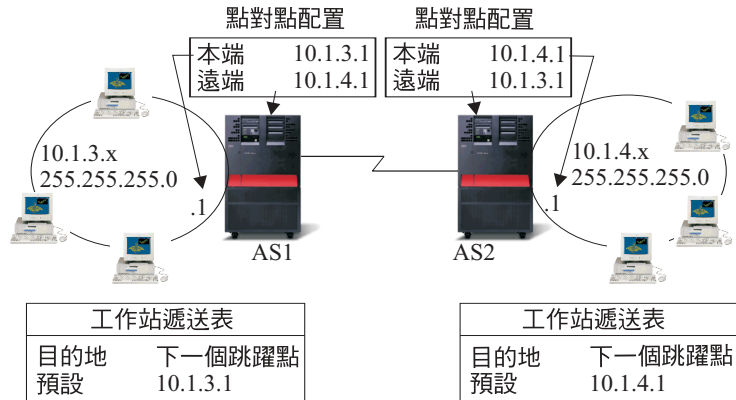 點對點配置
點對點配置
本端 10.1.3.1
遠端 10.1.4.1
本端 10.1.4.1
遠端 10.1.3.1
10.1.3.x
255.255.255.0
.1
10.1.4.x
255.255.255.0
.1
AS1
AS2
工作站遞送表
目的地 下一個跳躍點
預設 10.1.3.1
工作站遞送表
目的地 下一個跳躍點
預設 10.1.4.1